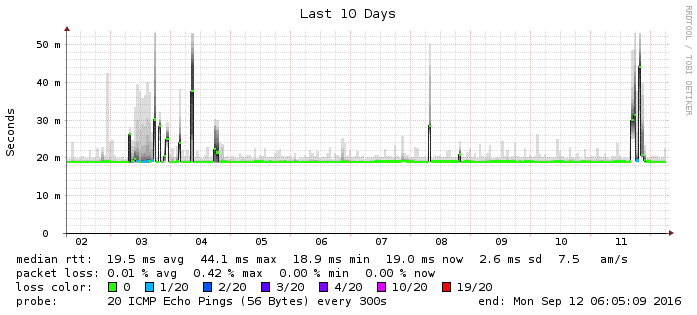 Last 10 Days
RRDTOOL / TOBI OETIKER
Seconds
50 m
40 m
30 m
20 m
10 m
0
02 03 04 05 06 07 08 09 10 11
median rtt: 19.5 ms avg 44.1 ms max 18.9 ms min 19.0 ms now 2.6 ms sd 7.5 am/s
packet loss: 0.01 % avg 0.42 % max 0.00 % min 0.00 % now
loss color: 0 1/20 2/20 3/20 4/20 10/20 19/20
probe: 20 ICMP Echo Pings (56 Bytes) every 300s end: Mon Sep 12 06:05:09 2016